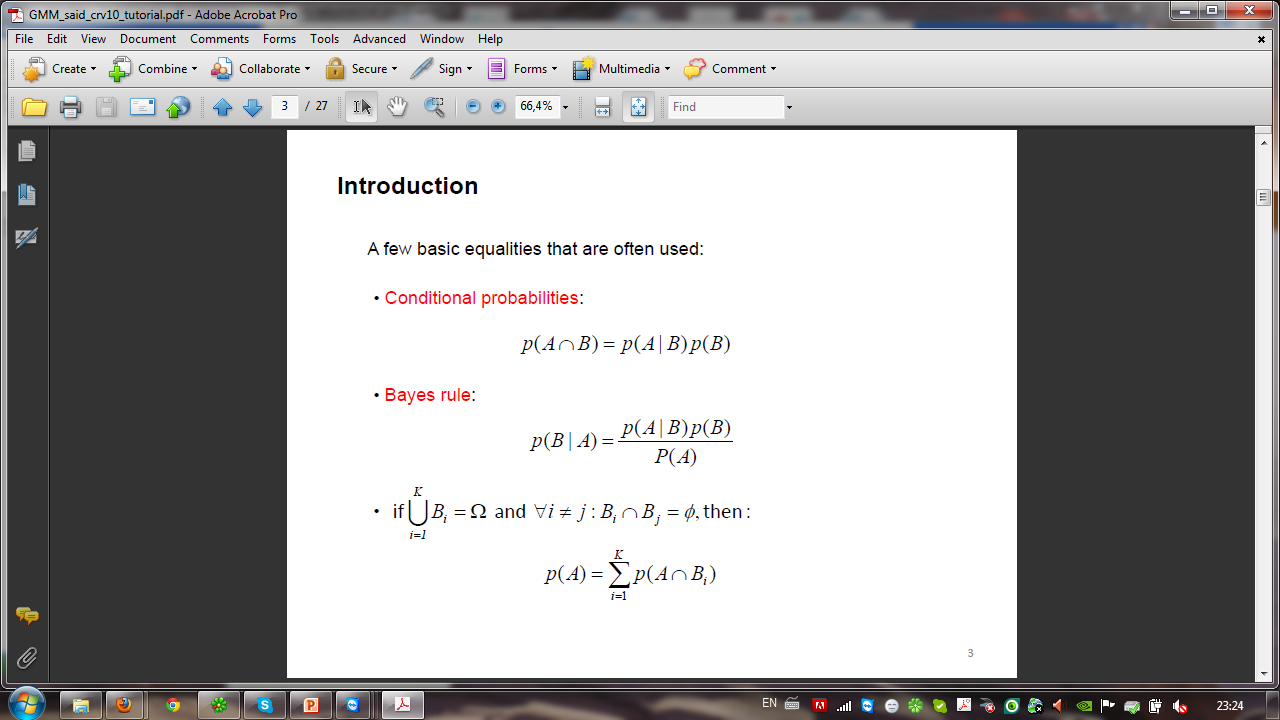 GMM_said_crv10_tutorial.pdf - Adobe Acrobat Pro
File Edit View Document Comments Forms Tools Advanced Window Help
Create Combine Collaborate Secure Sign Forms Multimedia Comment
3 / 27 66,4% Find
Introduction
A few basic equalities that are often used:
• Conditional probabilities:
p(A∩B) = p(A | B) p(B)
• Bayes rule:
p(B | A) = p(A | B) p(B) / P(A)
• if ⋃_{i=1}^{K} B_i = Ω and ∀i ≠ j : B_i ∩ B_j = ϕ, then :
p(A) = ∑_{i=1}^{K} p(A∩B_i)
3
EN 23:24